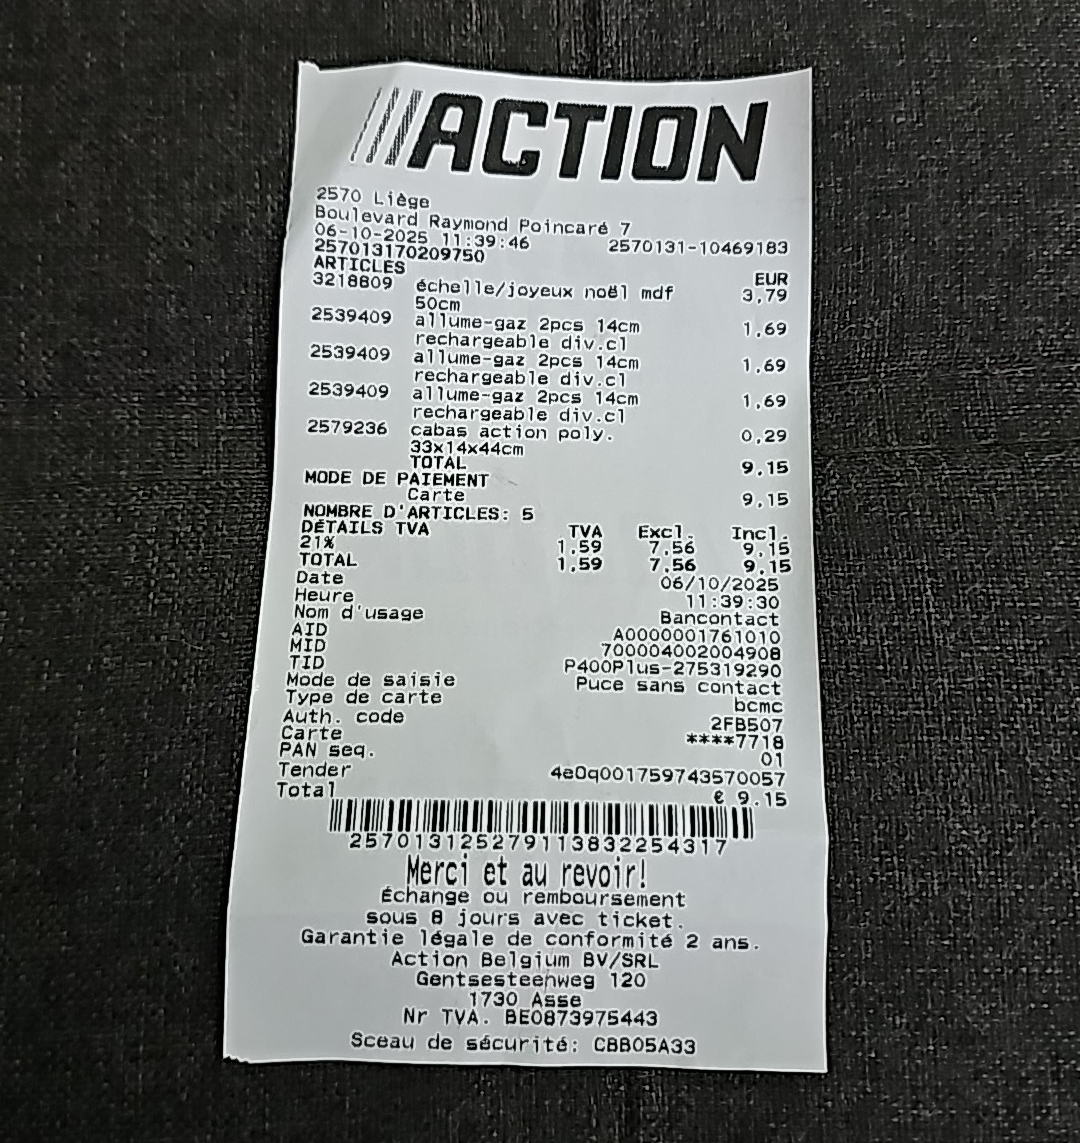 ACTION
2570 Liège
Boulevard Raymond Poincaré 7
06-10-2025 11:39:46 2570131-10469183
257013170209750
ARTICLES EUR
3218809 échelle/joyeux noël mdf 3,79
50cm
2539409 allume-gaz 2pcs 14cm 1,69
rechargeable div.cl
2539409 allume-gaz 2pcs 14cm 1,69
rechargeable div.cl
2539409 allume-gaz 2pcs 14cm 1,69
rechargeable div.cl
2579236 cabas action poly. 0,29
33x14x44cm
TOTAL 9.15
MODE DE PAIEMENT
Carte 9,15
NOMBRE D'ARTICLES: 5
DÉTAILS TVA TVA Excl. Incl.
21% 1,59 7,56 9,15
TOTAL 1,59 7,56 9.15
Date 06/10/2025
Heure 11:39:30
Nom d'usage Bancontact
AID A0000001761010
MID 700004002004908
TID P400Plus-275319290
Mode de saisie Puce sans contact
Type de carte bcmc
Auth. code 2FB507
Carte ****7718
PAN seq. 01
Tender 4e0q001759743570057
Total € 9.15
257013125279113832254317
Merci et au revoir!
Échange ou remboursement
sous 8 jours avec ticket.
Garantie légale de conformité 2 ans.
Action Belgium BV/SRL
Gentsesteenweg 120
1730 Asse
Nr TVA. BE0873975443
Sceau de sécurité: CBB05A33